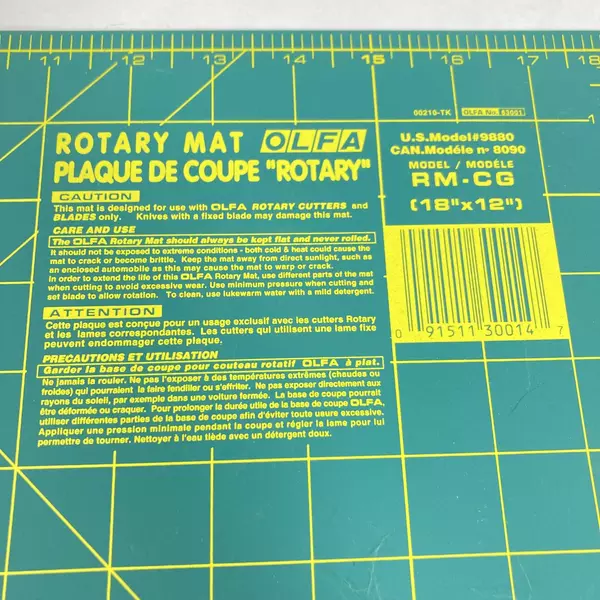 11 12 13 14 15 16 17 18
00216-TK OLFA No. 83001
ROTARY MAT OLFA
PLAQUE DE COUPE "ROTARY"
CAUTION
This mat is designed for use with OLFA ROTARY CUTTERS and
BLADES only. Knives with a fixed blade may damage this mat.
CARE AND USE
The OLFA Rotary Mat should always be kept flat and never rolled.
It should not be exposed to extreme conditions - both cold & heat could cause the
mat to crack or become brittle. Keep the mat away from direct sunlight, such as
an enclosed automobile as this may cause the mat to warp or crack.
In order to extend the life of this OLFA Rotary Mat, use different parts of the mat
when cutting to avoid excessive wear. Use minimum pressure when cutting and
set blade to allow rotation. To clean, use lukewarm water with a mild detergent.
ATTENTION
Cette plaque est conçue pour un usage exclusif avec les cutters Rotary
et les lames correspondantes. Les cutters qui utilisent une lame fixe
peuvent endommager cette plaque.
PRECAUTIONS ET UTILISATION
Garder la base de coupe pour couteau rotatif OLFA à plat.
Ne jamais la rouler. Ne pas l'exposer à des températures extrêmes (chaudes ou
froides) qui pourraient la faire fendiller ou s'effriter. Ne pas exposer directement aux
rayons du soleil, par exemple dans une voiture fermée. La base de coupe pourrait
être déformée ou craquer. Pour prolonger la durée utile de la base de coupe OLFA,
utiliser différentes parties de la base de coupe afin d'éviter toute usure excessive.
Appliquer une pression minimale pendant la coupe et régler la lame pour lui
permettre de tourner. Nettoyer à l'eau tiède avec un détergent doux.
U.S.Model#9880
CAN.Modéle nº 8090
MODEL / MODÉLE
RM-CG
(18"x12")
0 91511 30014 7